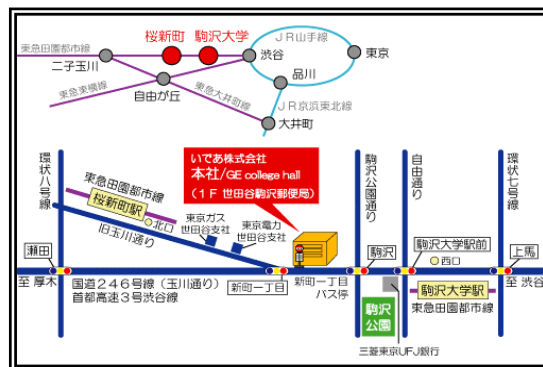 桜新町
駒沢大学
JR山手線
東急田園都市線
渋谷
東京
二子玉川
品川
自由が丘
東急東横線
東急大井町線
JR京浜東北線
大井町
いであ株式会社
本社/GE college hall
(1F 世田谷駒沢郵便局)
環状八号線
東急田園都市線
桜新町駅
北口
旧玉川通り
東京ガス
世田谷支社
東京電力
世田谷支社
駒沢公園通り
自由通り
環状七号線
瀬田
駒沢
駒沢大学駅前
西口
上馬
至 厚木
国道246号線(玉川通り)
首都高速3号渋谷線
新町一丁目
新町一丁目
バス停
至 渋谷
駒沢大学駅
東急田園都市線
駒沢
公園
三菱東京UFJ銀行